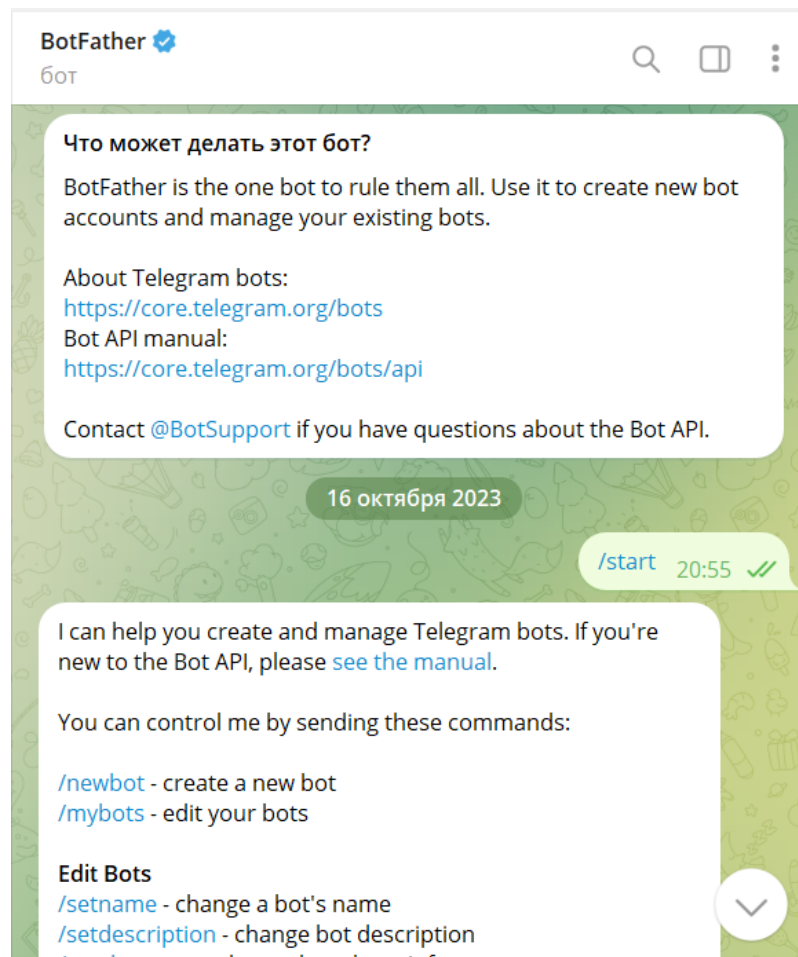 BotFather
бот
Что может делать этот бот?
BotFather is the one bot to rule them all. Use it to create new bot
accounts and manage your existing bots.
About Telegram bots:
https://core.telegram.org/bots
Bot API manual:
https://core.telegram.org/bots/api
Contact @BotSupport if you have questions about the Bot API.
16 октября 2023
/start 20:55
I can help you create and manage Telegram bots. If you're
new to the Bot API, please see the manual.
You can control me by sending these commands:
/newbot - create a new bot
/mybots - edit your bots
Edit Bots
/setname - change a bot's name
/setdescription - change bot description